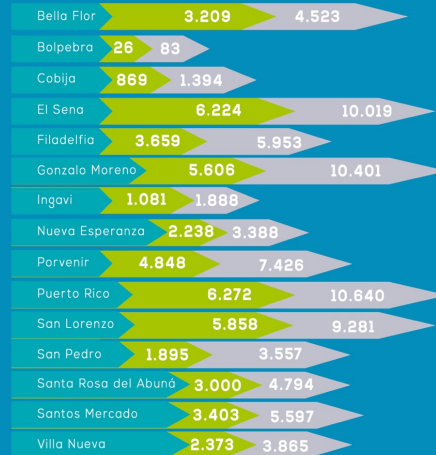 Bella Flor 3.209 4.523
Bolpebra 26 83
Cobija 869 1.394
El Sena 6.224 10.019
Filadelfia 3.659 5.953
Gonzalo Moreno 5.606 10.401
Ingavi 1.081 1.888
Nueva Esperanza 2.238 3.388
Porvenir 4.848 7.426
Puerto Rico 6.272 10.640
San Lorenzo 5.858 9.281
San Pedro 1.895 3.557
Santa Rosa del Abuná 3.000 4.794
Santos Mercado 3.403 5.597
Villa Nueva 2.373 3.865